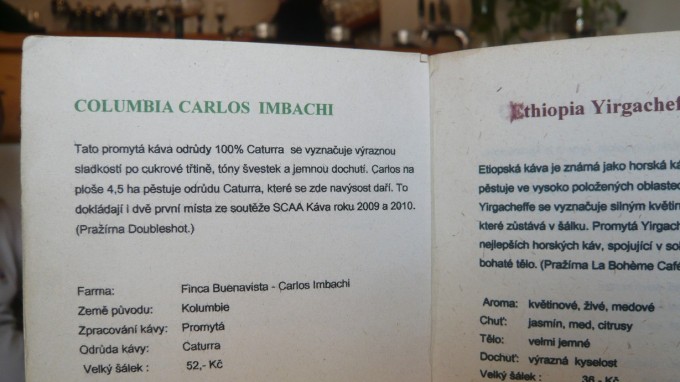 COLUMBIA CARLOS IMBACHI
Tato promytá káva odrůdy 100% Caturra se vyznačuje výraznou
sladkostí po cukrové třtině, tóny švestek a jemnou dochutí. Carlos na
ploše 4,5 ha pěstuje odrůdu Caturra, které se zde navýsost daří. To
dokládají i dvě první místa ze soutěže SCAA Káva roku 2009 a 2010.
(Pražírna Doubleshot.)
Farma: Finca Buenavista - Carlos Imbachi
Země původu: Kolumbie
Zpracování kávy: Promytá
Odrůda kávy: Caturra
Velký šálek : 52,- Kč
Ethiopia Yirgacheff
Etiopská káva je známá jako horská
pěstuje ve vysoko položených
Yirgacheffe se vyznačuje silným
které zůstává v šálku. Promytá
nejlepších horských káv, spojující v
bohaté tělo. (Pražírna La Bohème Café
Aroma: květinové, živé, medové
Chuť: jasmín, med, citrusy
Tělo: velmi jemné
Dochuť: výrazná kyselost
Velký šálek : 36,- Kč